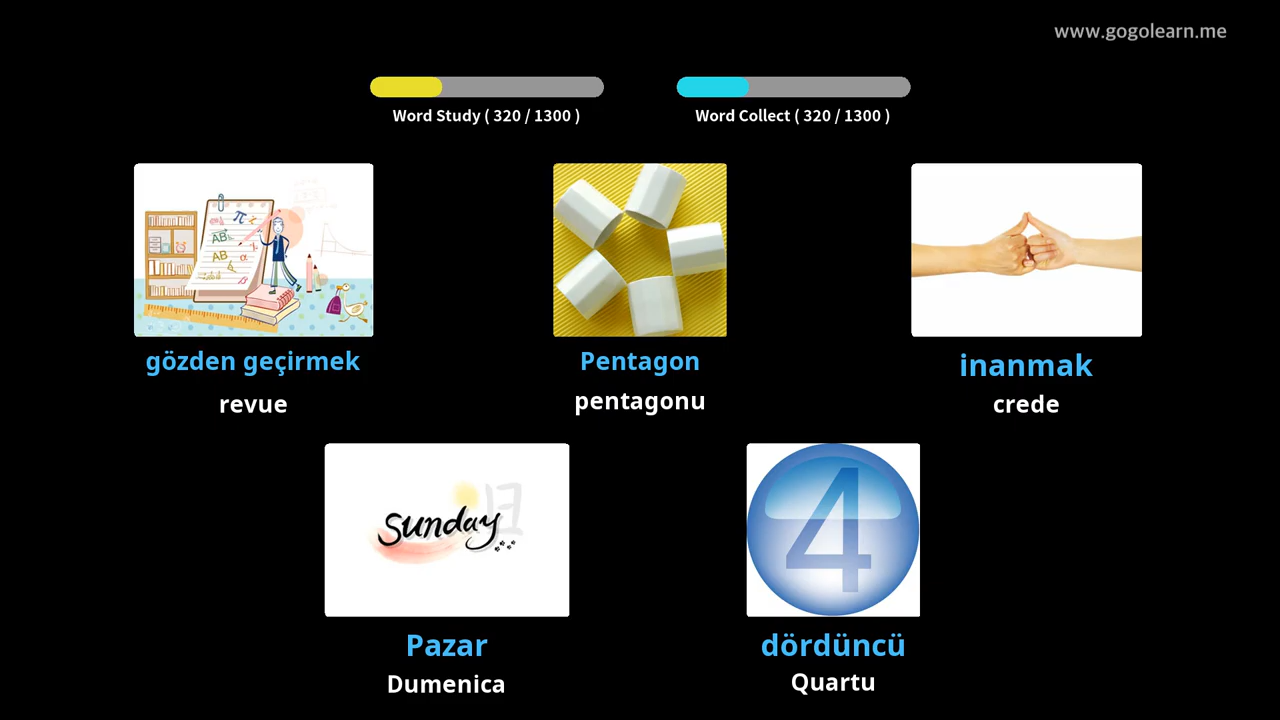 www.gogolearn.me
Word Study ( 320 / 1300 )
Word Collect ( 320 / 1300 )
gözden geçirmek
revue
Pentagon
pentagonu
inanmak
crede
sunday
日
Pazar
Dumenica
4
dördüncü
Quartu